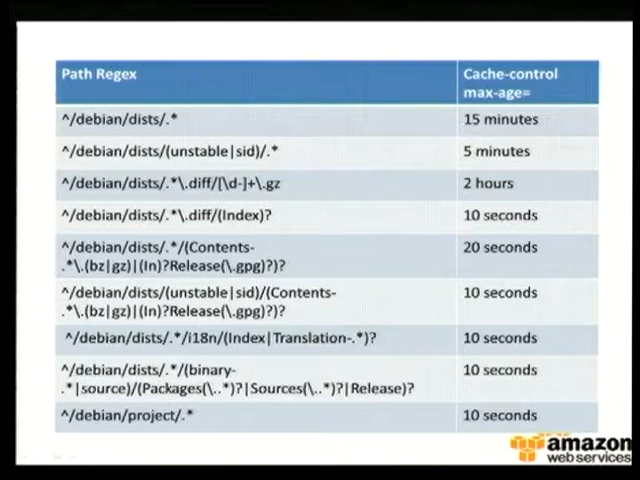 Path Regex
Cache-control
max-age=
^/debian/dists/.*
15 minutes
^/debian/dists/(unstable|sid)/.*
5 minutes
^/debian/dists/.*\.diff/[\d-]+\.gz
2 hours
^/debian/dists/.*\.diff/(Index)?
10 seconds
^/debian/dists/.*/(Contents-
.*\.(bz|gz)|(In)?Release(\.gpg)?)?
20 seconds
^/debian/dists/(unstable|sid)/(Contents-
.*\.(bz|gz)|(In)?Release(\.gpg)?)?
10 seconds
^/debian/dists/.*/i18n/(Index|Translation-.*)?
10 seconds
^/debian/dists/.*/(binary-
.*|source)/(Packages(\..*)?|Sources(\..*)?|Release)?
10 seconds
^/debian/project/.*
10 seconds
amazon
webservices